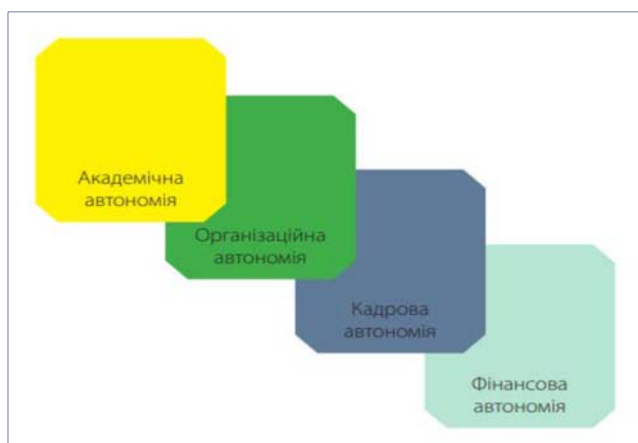 Академічна
автономія
Організаційна
автономія
Кадрова
автономія
Фінансова
автономія